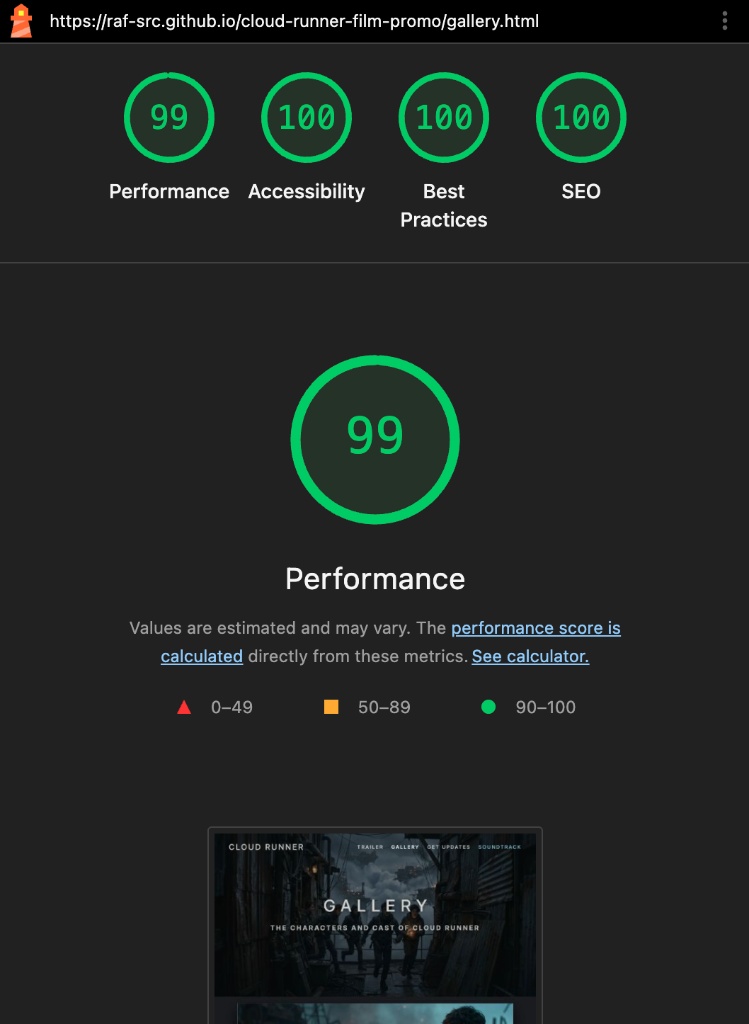 https://raf-src.github.io/cloud-runner-film-promo/gallery.html
99
100
100
100
Performance
Accessibility
Best
Practices
SEO
99
Performance
Values are estimated and may vary. The performance score is
calculated directly from these metrics. See calculator.
0–49
50–89
90–100
CLOUD RUNNER
TRAILER GALLERY GET UPDATES SOUNDTRACK
GALLERY
THE CHARACTERS AND CAST OF CLOUD RUNNER